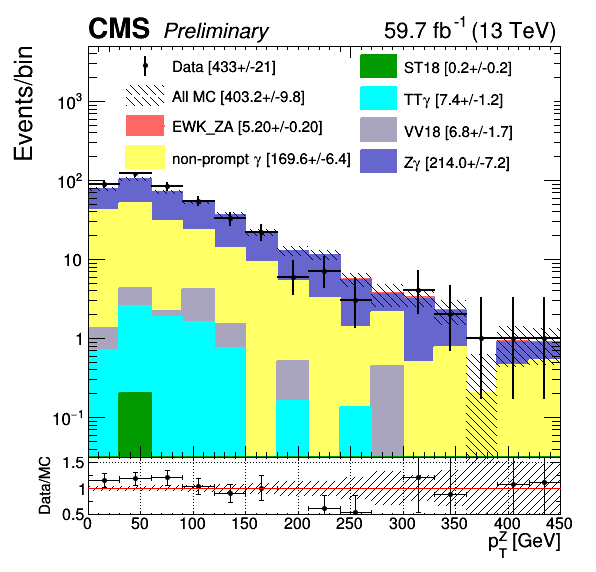 CMS Preliminary 59.7 fb⁻¹ (13 TeV)
Events/bin
Data [433+/-21]
All MC [403.2+/-9.8]
EWK_ZA [5.20+/-0.20]
non-prompt γ [169.6+/-6.4]
ST18 [0.2+/-0.2]
TTγ [7.4+/-1.2]
VV18 [6.8+/-1.7]
Zγ [214.0+/-7.2]
10³
10²
10
1
10⁻¹
Data/MC
1.5
1
0.5
0 50 100 150 200 250 300 350 400 450
p_T^Z [GeV]